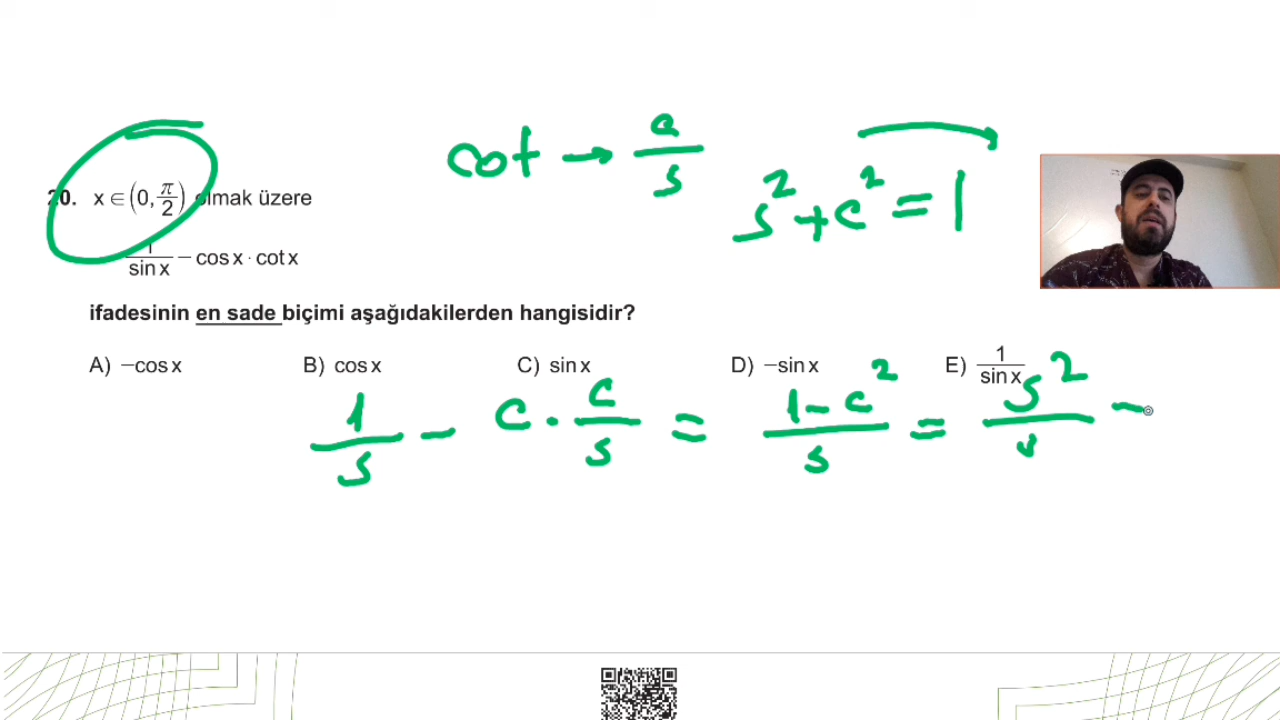 cot → c/s
s² + c² = 1
20. x ∈ (0, π/2) olmak üzere
1/sin x − cos x · cot x
ifadesinin en sade biçimi aşağıdakilerden hangisidir?
A) −cos x B) cos x C) sin x D) −sin x E) 1/sin x
1/s − c · c/s = 1 − c²/s = s²/s =